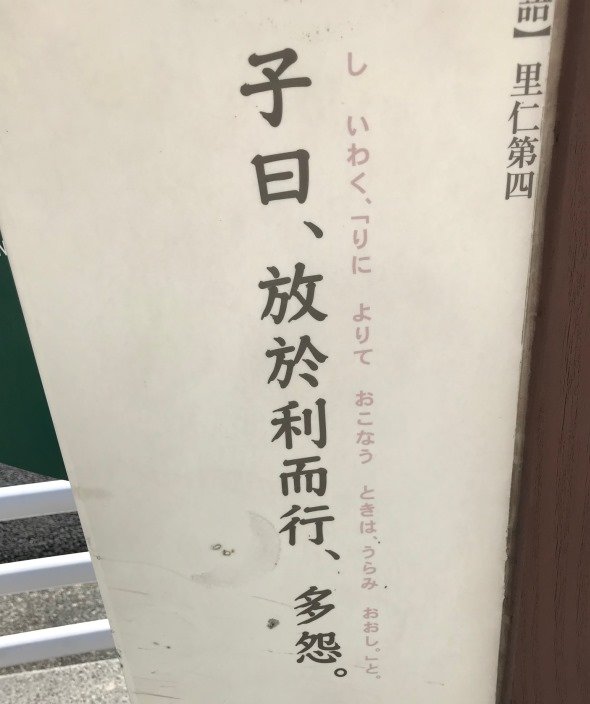 語】 里仁第四
し いわく、「りに よりて おこなう ときは、うらみ おおし。」と。
子曰、放於利而行、多怨。